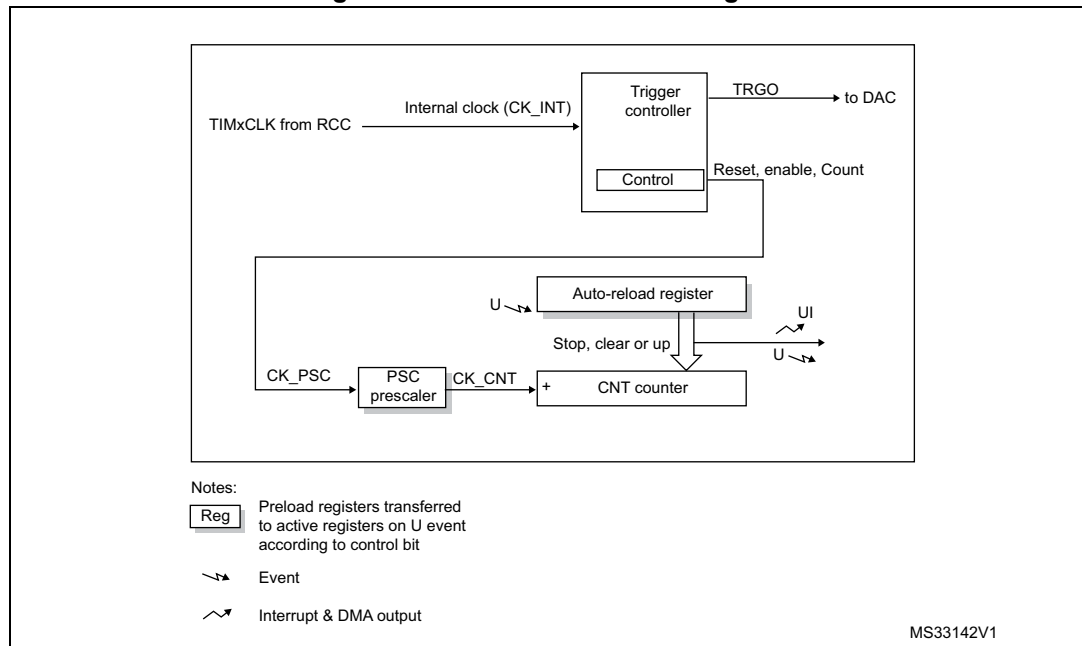 Trigger
controller
TRGO
to DAC
Internal clock (CK_INT)
TIMxCLK from RCC
Control
Reset, enable, Count
U
Auto-reload register
UI
Stop, clear or up
U
CK_PSC
PSC
prescaler
CK_CNT
+
CNT counter
Notes:
Reg
Preload registers transferred
to active registers on U event
according to control bit
Event
Interrupt & DMA output
MS33142V1